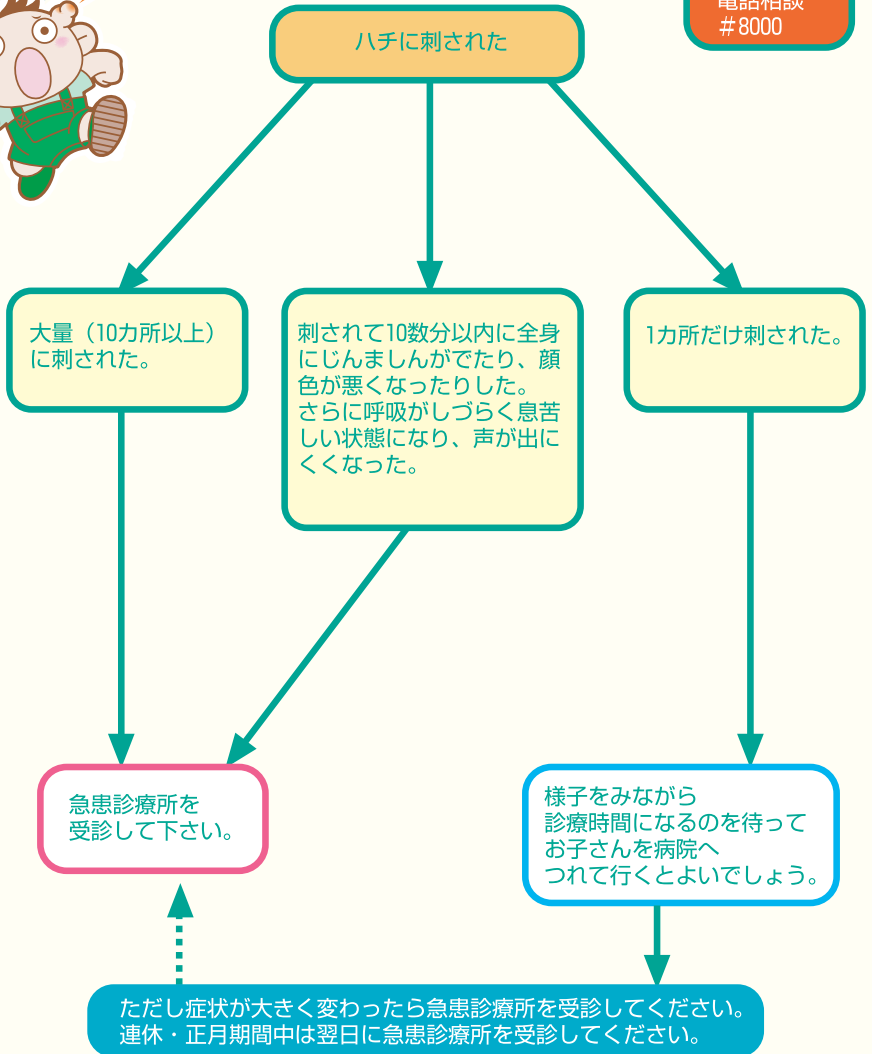 電話相談
＃8000
ハチに刺された
大量（10カ所以上）
に刺された。
刺されて10数分以内に全身
にじんましんがでたり、顔
色が悪くなったりした。
さらに呼吸がしづらく息苦
しい状態になり、声が出に
くくなった。
1カ所だけ刺された。
急患診療所を
受診して下さい。
様子をみながら
診療時間になるのを待って
お子さんを病院へ
つれて行くとよいでしょう。
ただし症状が大きく変わったら急患診療所を受診してください。
連休・正月期間中は翌日に急患診療所を受診してください。